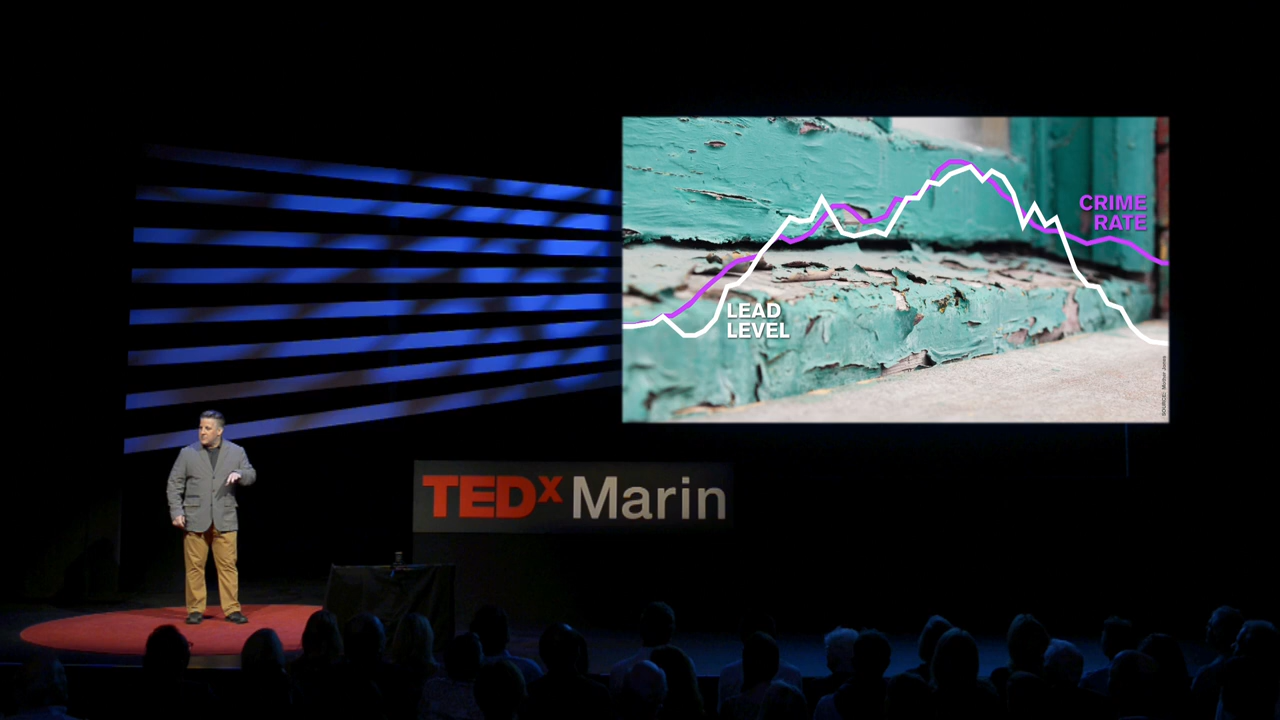 CRIME
RATE
LEAD
LEVEL
SOURCE: Mother Jones
TEDx Marin